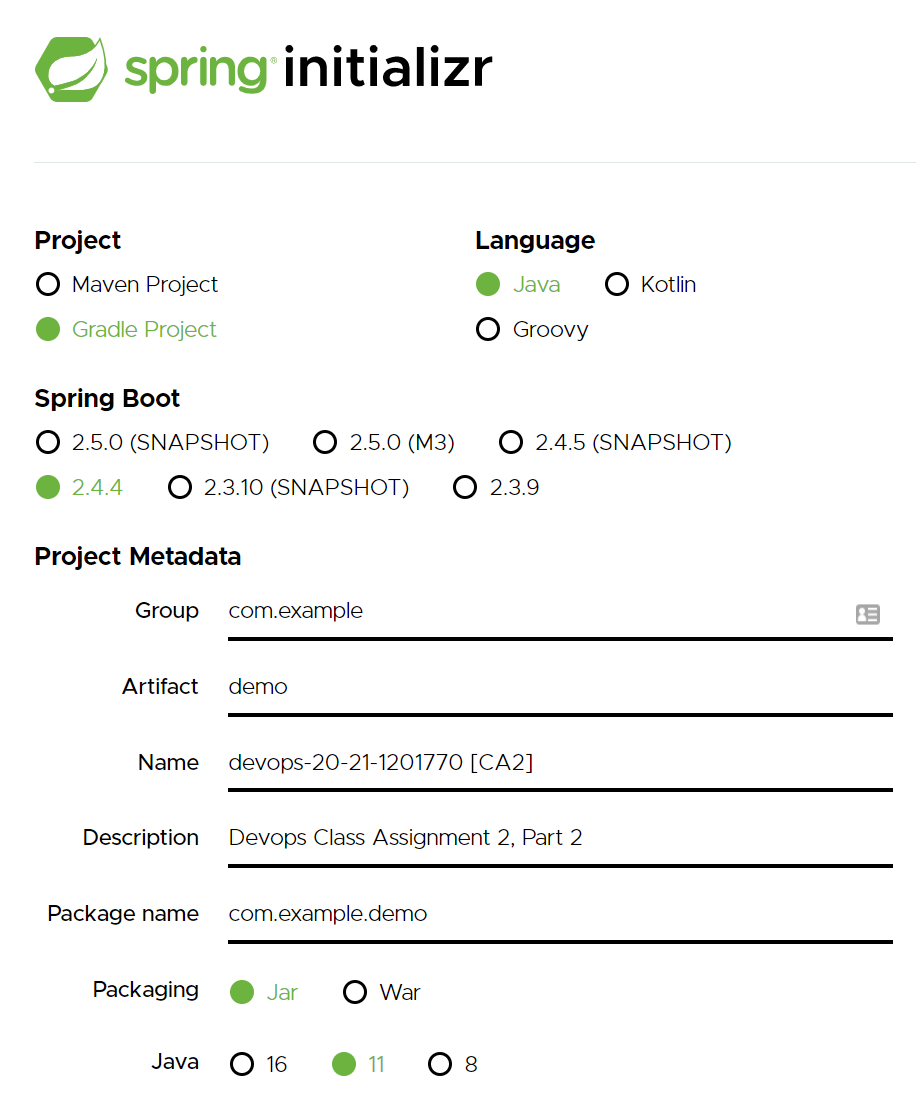 spring® initializr
Project
Language
Maven Project
Java Kotlin
Gradle Project
Groovy
Spring Boot
2.5.0 (SNAPSHOT) 2.5.0 (M3) 2.4.5 (SNAPSHOT)
2.4.4 2.3.10 (SNAPSHOT) 2.3.9
Project Metadata
Group com.example
Artifact demo
Name devops-20-21-1201770 [CA2]
Description Devops Class Assignment 2, Part 2
Package name com.example.demo
Packaging Jar War
Java 16 11 8